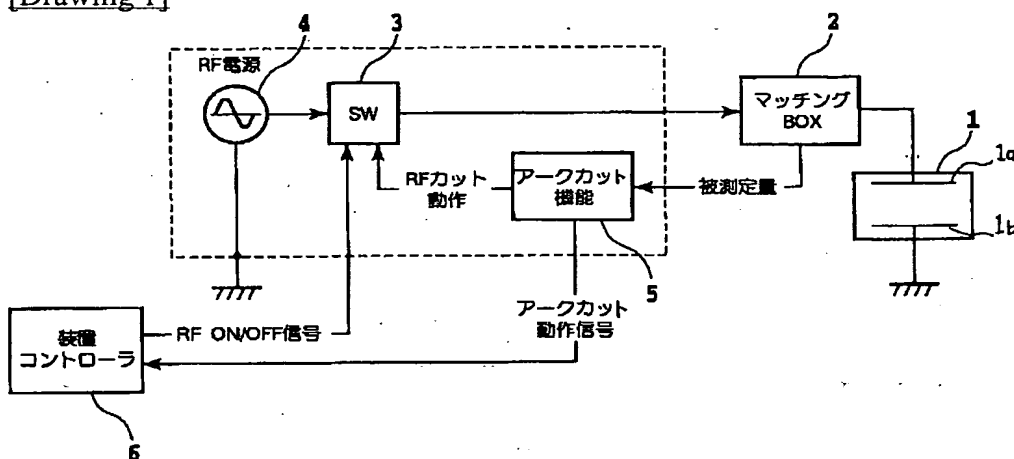 [Drawing 1]
4
3
2
RF電源
SW
マッチング
BOX
1
1a
RFカット
動作
アークカット
機能
被測定量
1b
5
アークカット
動作信号
装置
コントローラ
RF ON/OFF信号
6